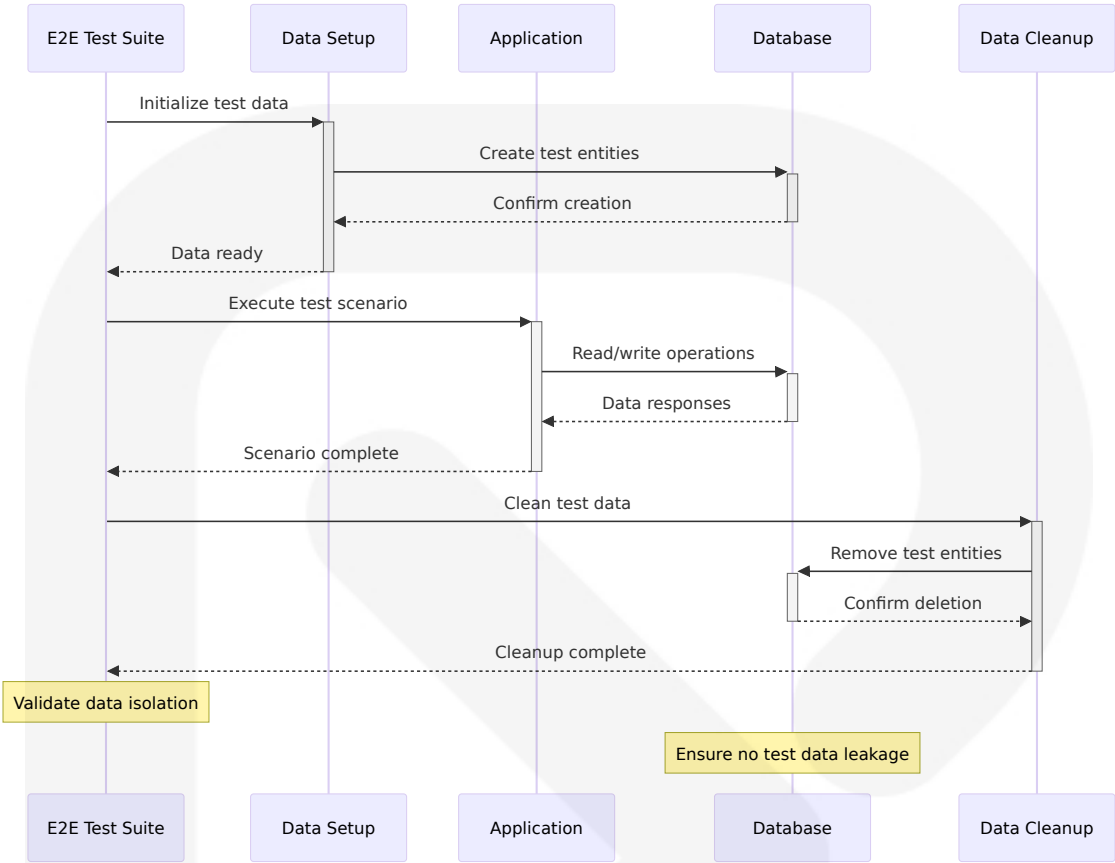 E2E Test Suite
Data Setup
Application
Database
Data Cleanup
Initialize test data
Create test entities
Confirm creation
Data ready
Execute test scenario
Read/write operations
Data responses
Scenario complete
Clean test data
Remove test entities
Confirm deletion
Cleanup complete
Validate data isolation
Ensure no test data leakage
E2E Test Suite
Data Setup
Application
Database
Data Cleanup